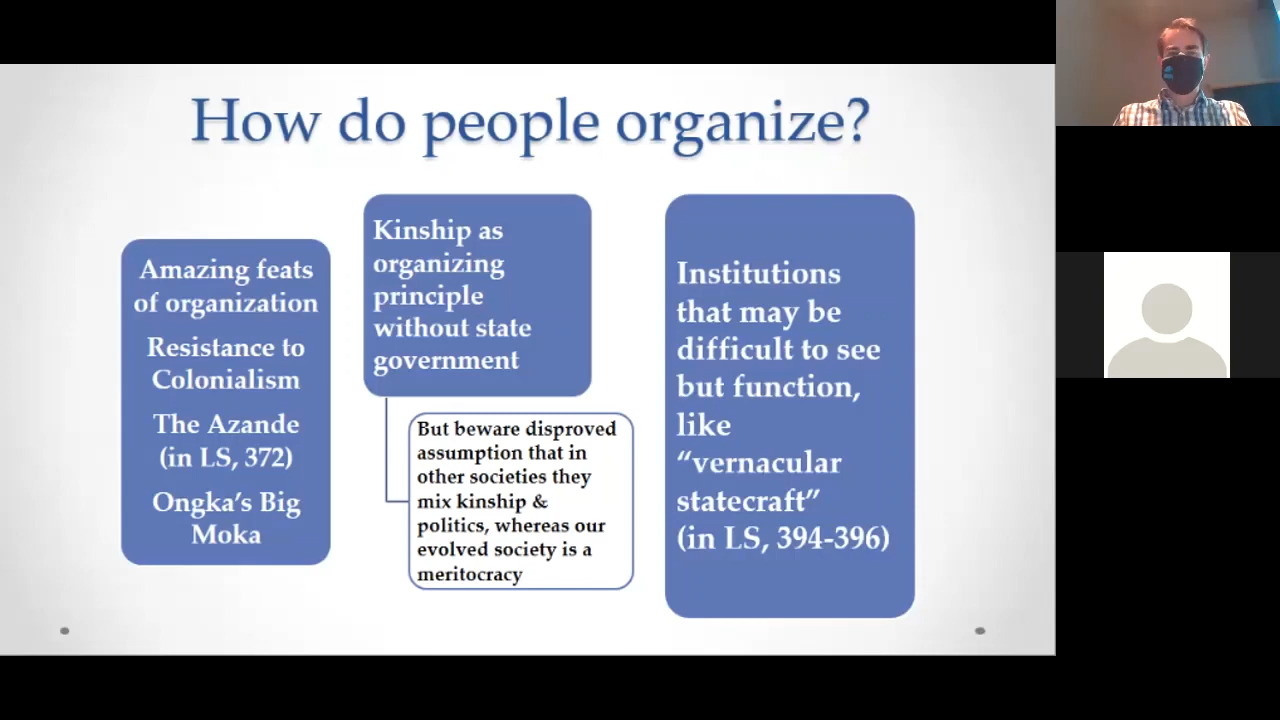 How do people organize?
Amazing feats
of organization
Resistance to
Colonialism
The Azande
(in LS, 372)
Ongka's Big
Moka
Kinship as
organizing
principle
without state
government
But beware disproved
assumption that in
other societies they
mix kinship &
politics, whereas our
evolved society is a
meritocracy
Institutions
that may be
difficult to see
but function,
like
“vernacular
statecraft”
(in LS, 394-396)